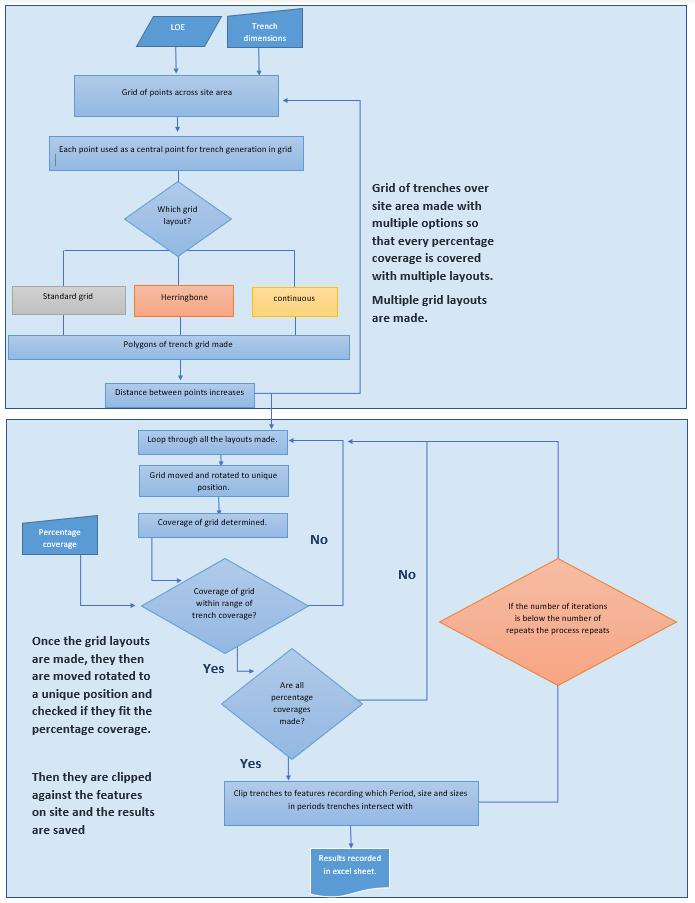 LOE
Trench
dimensions
Grid of points across site area
Each point used as a central point for trench generation in grid
Which grid
layout?
Standard grid
Herringbone
continuous
Polygons of trench grid made
Distance between points increases
Grid of trenches over
site area made with
multiple options so
that every percentage
coverage is covered
with multiple layouts.
Multiple grid layouts
are made.
Loop through all the layouts made.
Grid moved and rotated to unique
position.
Coverage of grid determined.
Percentage
coverage
Coverage of grid
within range of
trench coverage?
No
Yes
Are all
percentage
coverages
made?
No
Yes
If the number of iterations
is below the number of
repeats the process repeats
Once the grid layouts
are made, they then
are moved rotated to
a unique position and
checked if they fit the
percentage coverage.
Then they are clipped
against the features
on site and the results
are saved
Clip trenches to features recording which Period, size and sizes
in periods trenches intersect with
Results recorded
in excel sheet.